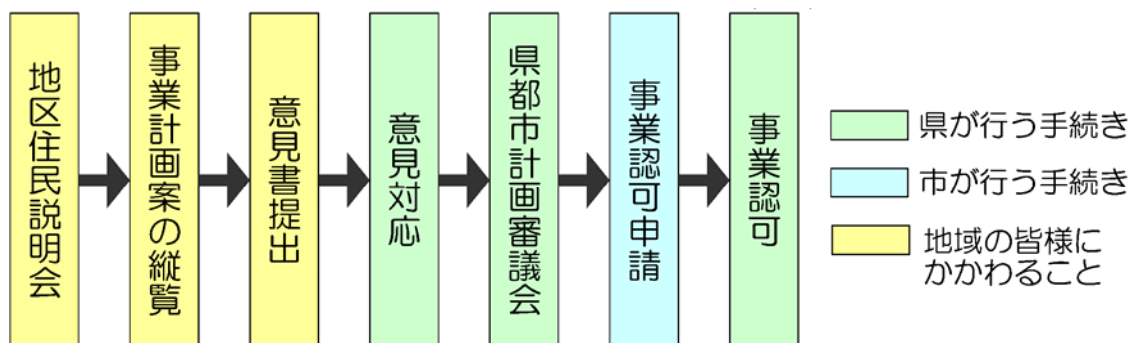 地区住民説明会
事業計画案の縦覧
意見書提出
意見対応
県都市計画審議会
事業認可申請
事業認可
県が行う手続き
市が行う手続き
地域の皆様に
かかわること